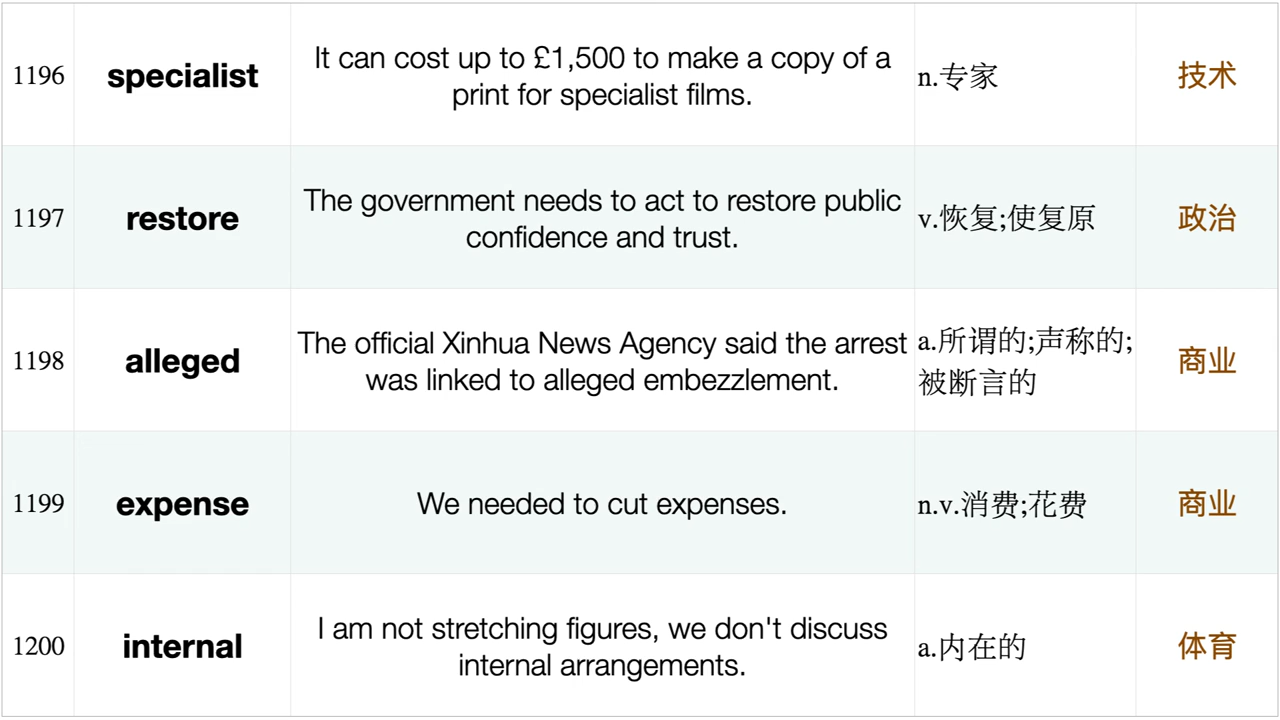 It can cost up to £1,500 to make a copy of a
1196 specialist n.专家 技术
print for specialist films.
The government needs to act to restore public
1197 restore v.恢复;使复原 政治
confidence and trust.
The official Xinhua News Agency said the arrest a.所谓的;声称的;
1198 alleged 商业
was linked to alleged embezzlement. 被断言的
1199 expense We needed to cut expenses. n.v.消费;花费 商业
I am not stretching figures, we don't discuss
1200 internal a.内在的 体育
internal arrangements.